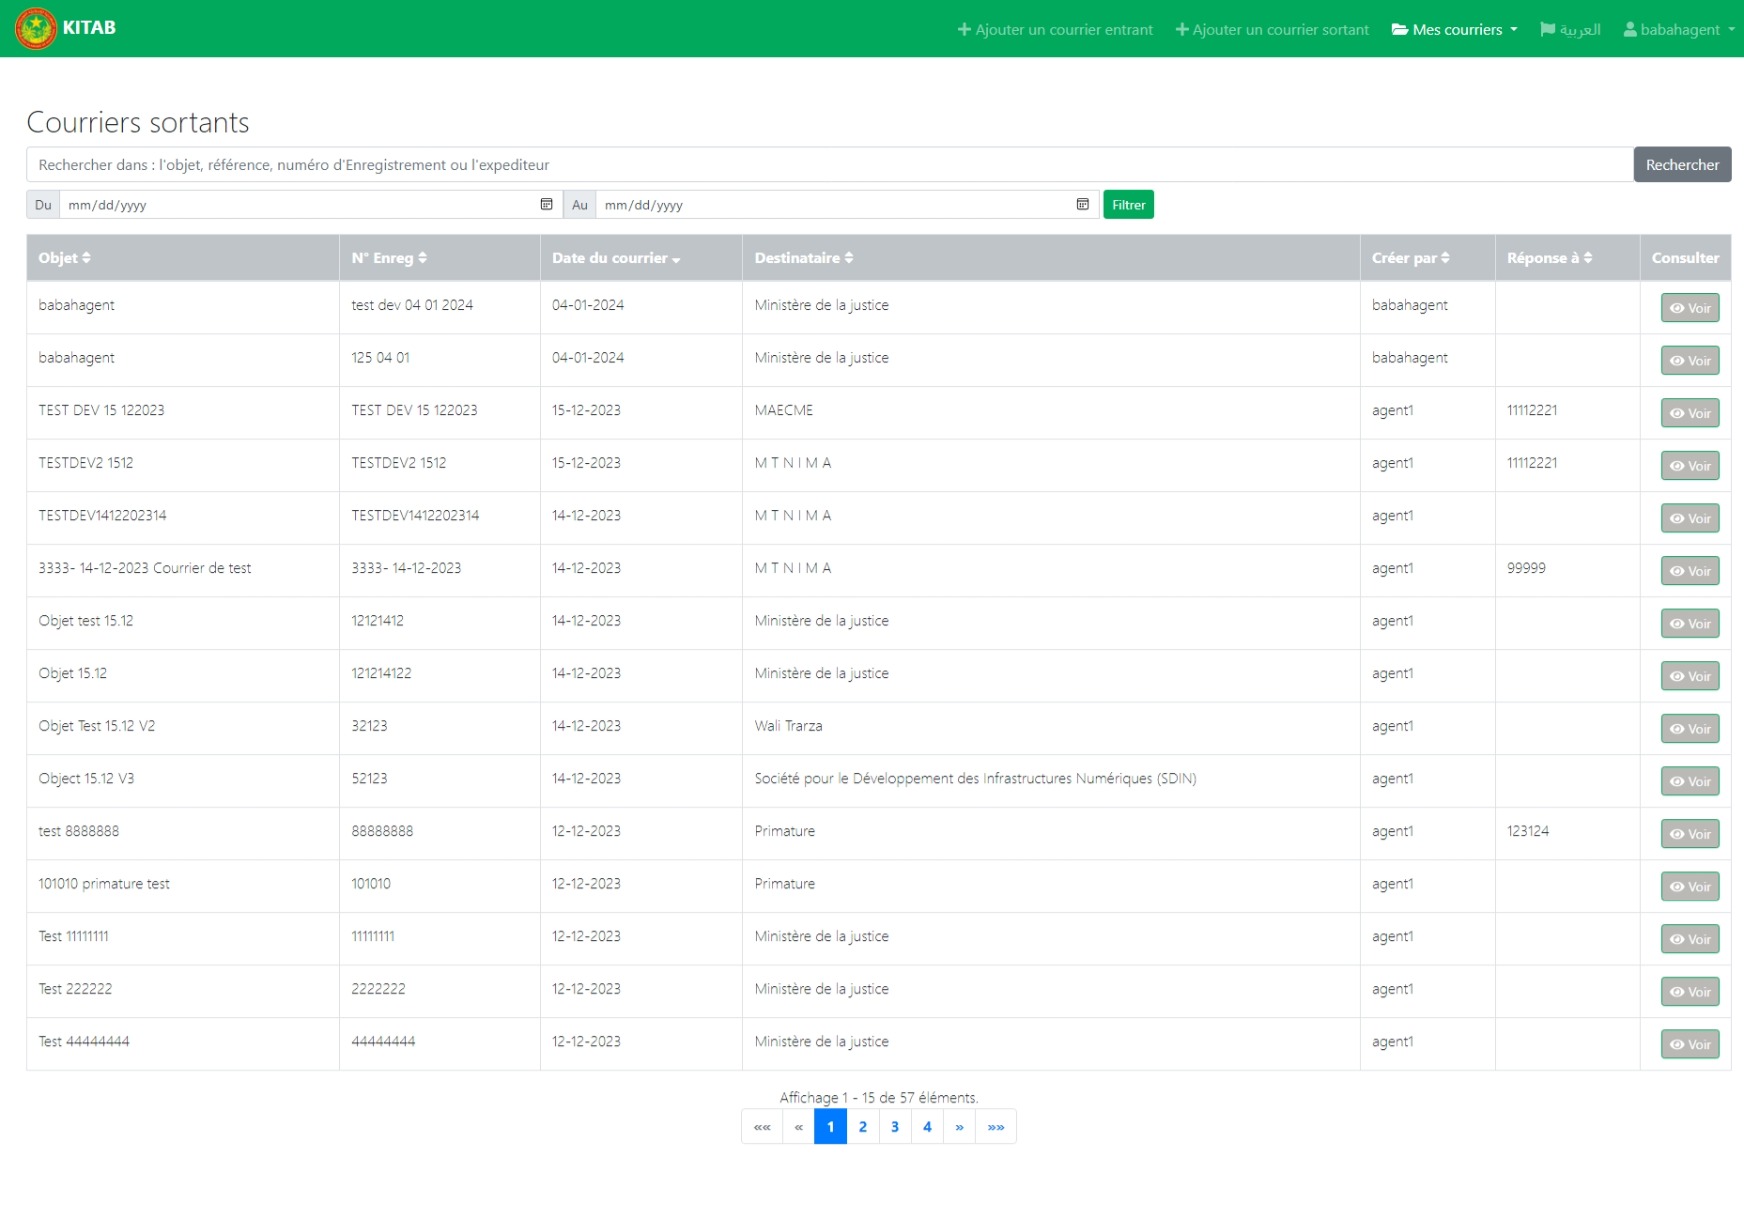 KITAB
Ajouter un courrier entrant Ajouter un courrier sortant Mes courriers العربية babahagent
Courriers sortants
Rechercher dans : l'objet, référence, numéro d'Enregistrement ou l'expediteur Rechercher
Du mm/dd/yyyy Au mm/dd/yyyy Filtrer
Objet N° Enreg Date du courrier Destinataire Créer par Réponse à Consulter
babahagent test dev 04 01 2024 04-01-2024 Ministère de la justice babahagent Voir
babahagent 125 04 01 04-01-2024 Ministère de la justice babahagent Voir
TEST DEV 15 122023 TEST DEV 15 122023 15-12-2023 MAECME agent1 11112221 Voir
TESTDEV2 1512 TESTDEV2 1512 15-12-2023 M T N I M A agent1 11112221 Voir
TESTDEV1412202314 TESTDEV1412202314 14-12-2023 M T N I M A agent1 Voir
3333- 14-12-2023 Courrier de test 3333- 14-12-2023 14-12-2023 M T N I M A agent1 99999 Voir
Objet test 15.12 12121412 14-12-2023 Ministère de la justice agent1 Voir
Objet 15.12 121214122 14-12-2023 Ministère de la justice agent1 Voir
Objet Test 15.12 V2 32123 14-12-2023 Wali Trarza agent1 Voir
Object 15.12 V3 52123 14-12-2023 Société pour le Développement des Infrastructures Numériques (SDIN) agent1 Voir
test 8888888 88888888 12-12-2023 Primature agent1 123124 Voir
101010 primature test 101010 12-12-2023 Primature agent1 Voir
Test 11111111 11111111 12-12-2023 Ministère de la justice agent1 Voir
Test 222222 2222222 12-12-2023 Ministère de la justice agent1 Voir
Test 44444444 44444444 12-12-2023 Ministère de la justice agent1 Voir
Affichage 1 - 15 de 57 éléments.
«« « 1 2 3 4 » »»